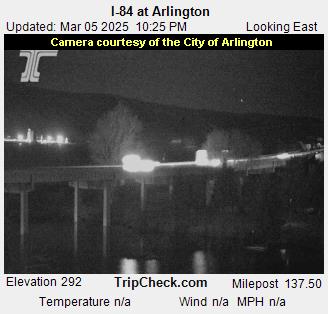 I-84 at Arlington
Updated: Mar 05 2025 10:25 PM Looking East
Camera courtesy of the City of Arlington
Elevation 292 TripCheck.com Milepost 137.50
Temperature n/a Wind n/a MPH n/a